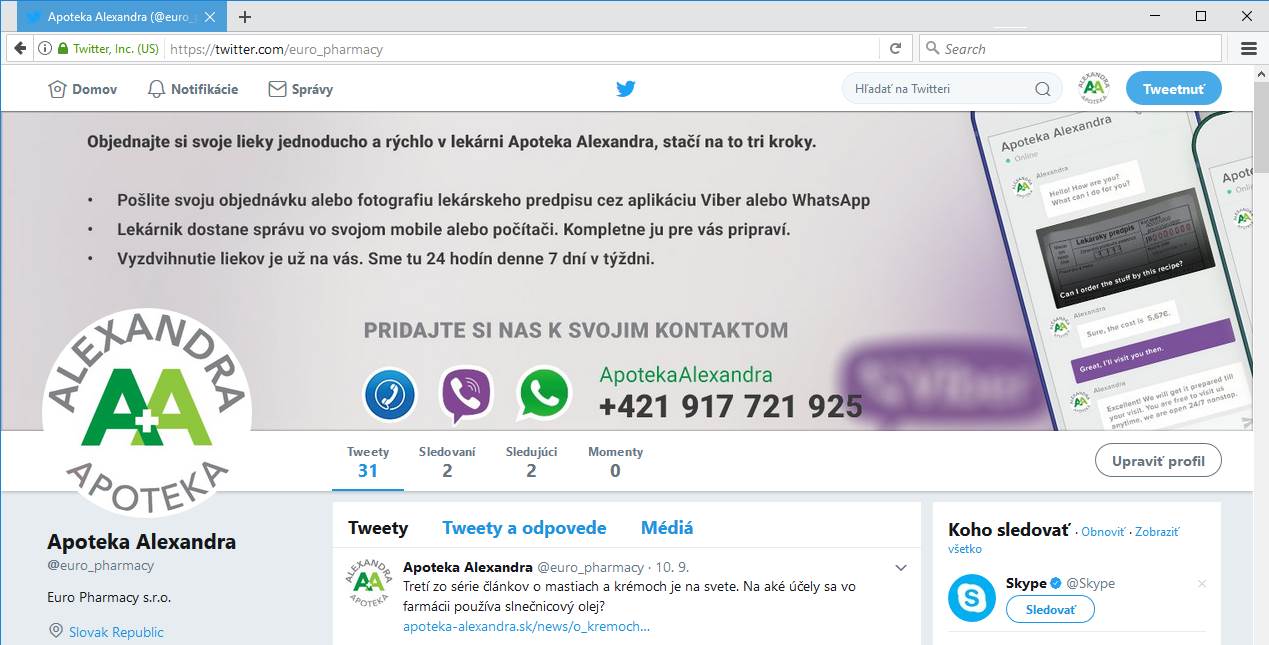 Apoteka Alexandra (@euro_
Twitter, Inc. (US)
https://twitter.com/euro_pharmacy
Search
Domov
Notifikácie
Správy
Hľadať na Twitteri
ALEXANDRA
AA
APOTEKA
Tweetnuť
Objednajte si svoje lieky jednoducho a rýchlo v lekárni Apoteka Alexandra, stačí na to tri kroky.
• Pošlite svoju objednávku alebo fotografiu lekárskeho predpisu cez aplikáciu Viber alebo WhatsApp
• Lekárnik dostane správu vo svojom mobile alebo počítači. Kompletne ju pre vás pripraví.
• Vyzdvihnutie liekov je už na vás. Sme tu 24 hodín denne 7 dní v týždni.
PRIDAJTE SI NAS K SVOJIM KONTAKTOM
ApotekaAlexandra
+421 917 721 925
Apoteka Alexandra
Online
Alexandra
Hello! How are you?
What can I do for you?
Lekársky predpis
Can I order the stuff by this recipe?
Alexandra
Sure, the cost is 5,67€.
Great, I'll visit you then.
Alexandra
Excellent! We will get it prepared till
your visit. You are free to visit us
anytime, we are open 24/7 nonstop.
ALEXANDRA
AA
APOTEKA
Tweety
31
Sledovaní
2
Sledujúci
2
Momenty
0
Upraviť profil
Apoteka Alexandra
@euro_pharmacy
Euro Pharmacy s.r.o.
Slovak Republic
Tweety
Tweety a odpovede
Médiá
ALEXANDRA
AA
APOTEKA
Apoteka Alexandra @euro_pharmacy · 10. 9.
Tretí zo série článkov o mastiach a krémoch je na svete. Na aké účely sa vo
farmácii používa slnečnicový olej?
apoteka-alexandra.sk/news/o_kremoch…
Koho sledovať · Obnoviť · Zobraziť
všetko
Skype @Skype
Sledovať